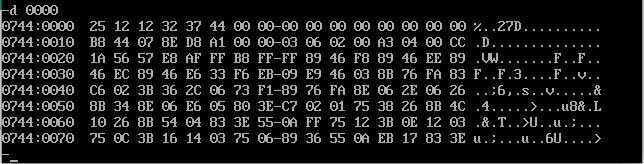 -d 0000
0744:0000  25 12 12 32 37 44 00 00-00 00 00 00 00 00 00 00   %..27D..........
0744:0010  B8 44 07 8E D8 A1 00 00-03 06 02 00 A3 04 00 CC   .D..............
0744:0020  1A 56 57 E8 AF FF B8 FF-FF 89 46 F8 89 46 EE 89   .VW.......F..F..
0744:0030  46 EC 89 46 E6 33 F6 EB-09 E9 46 03 8B 76 FA 83   F..F.3....F..v..
0744:0040  C6 02 3B 36 2C 06 73 F1-89 76 FA 8E 06 2E 06 26   ..;6,.s..v.....&
0744:0050  8B 34 8E 06 E6 05 80 3E-C7 02 01 75 38 26 8B 4C   .4.....>...u8&.L
0744:0060  10 26 8B 54 04 83 3E 55-0A FF 75 12 3B 0E 12 03   .&.T..>U..u.;...
0744:0070  75 0C 3B 16 14 03 75 06-89 36 55 0A EB 17 83 3E   u.;...u..6U....>
-